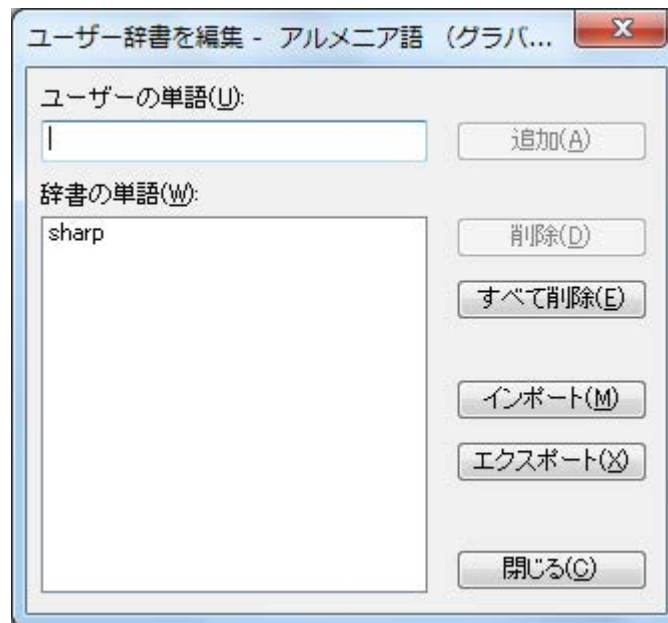 ユーザー辞書を編集 - アルメニア語 (グラバ...
ユーザーの単語(U):
追加(A)
辞書の単語(W):
sharp
削除(D)
すべて削除(E)
インポート(M)
エクスポート(X)
閉じる(C)